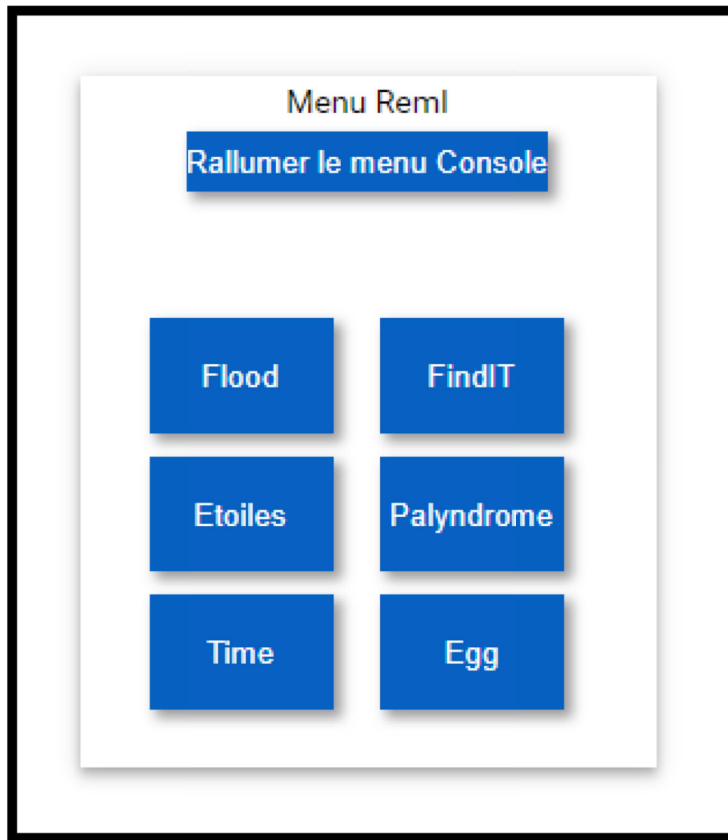 Menu Reml
Rallumer le menu Console
Flood FindIT
Etoiles Palyndrome
Time Egg